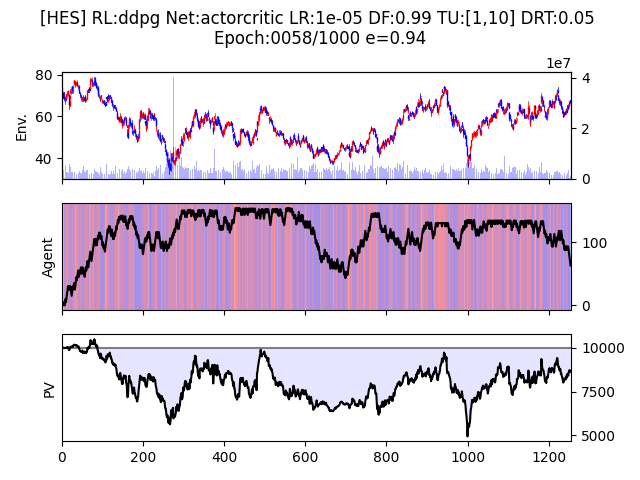 [HES] RL:ddpg Net:actorcritic LR:1e-05 DF:0.99 TU:[1,10] DRT:0.05
Epoch:0058/1000 e=0.94
1e7
80
60
40
Env.
4
2
0
Agent
100
0
PV
10000
7500
5000
0 200 400 600 800 1000 1200